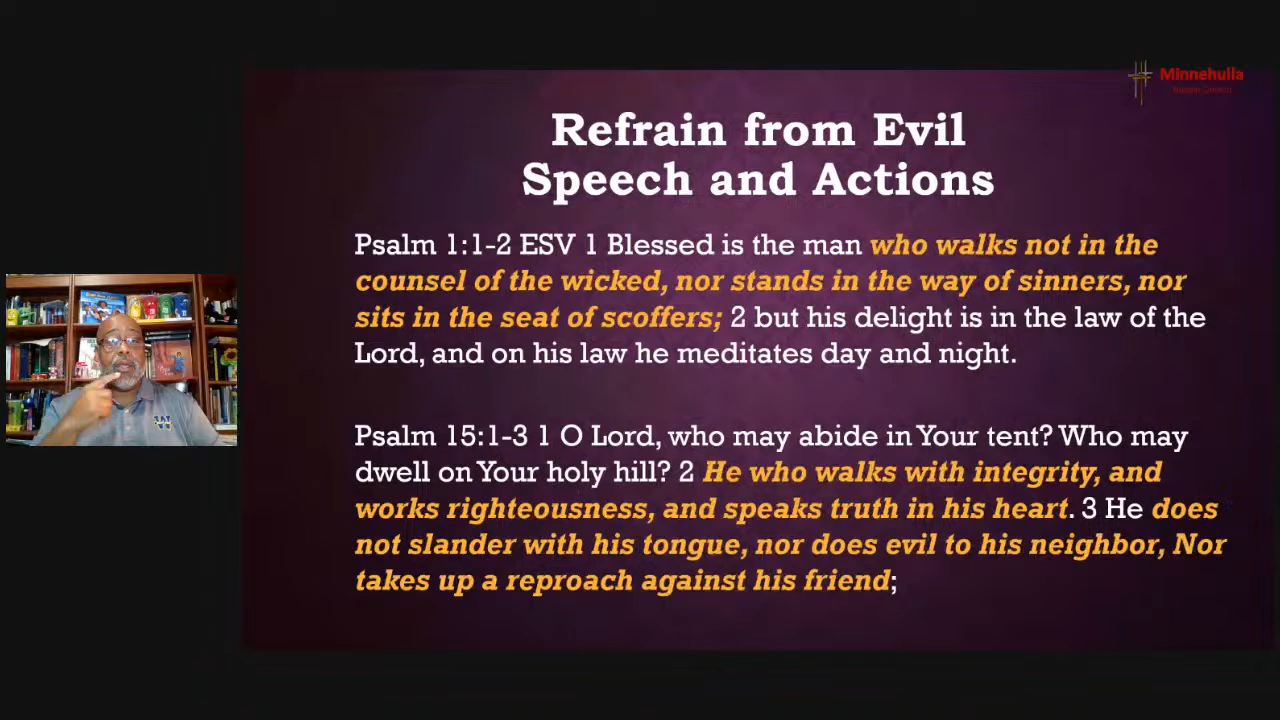 Minnehulla
Baptist Church
Refrain from Evil
Speech and Actions
Psalm 1:1-2 ESV 1 Blessed is the man who walks not in the
counsel of the wicked, nor stands in the way of sinners, nor
sits in the seat of scoffers; 2 but his delight is in the law of the
Lord, and on his law he meditates day and night.
Psalm 15:1-3 1 O Lord, who may abide in Your tent? Who may
dwell on Your holy hill? 2 He who walks with integrity, and
works righteousness, and speaks truth in his heart. 3 He does
not slander with his tongue, nor does evil to his neighbor, Nor
takes up a reproach against his friend;
W